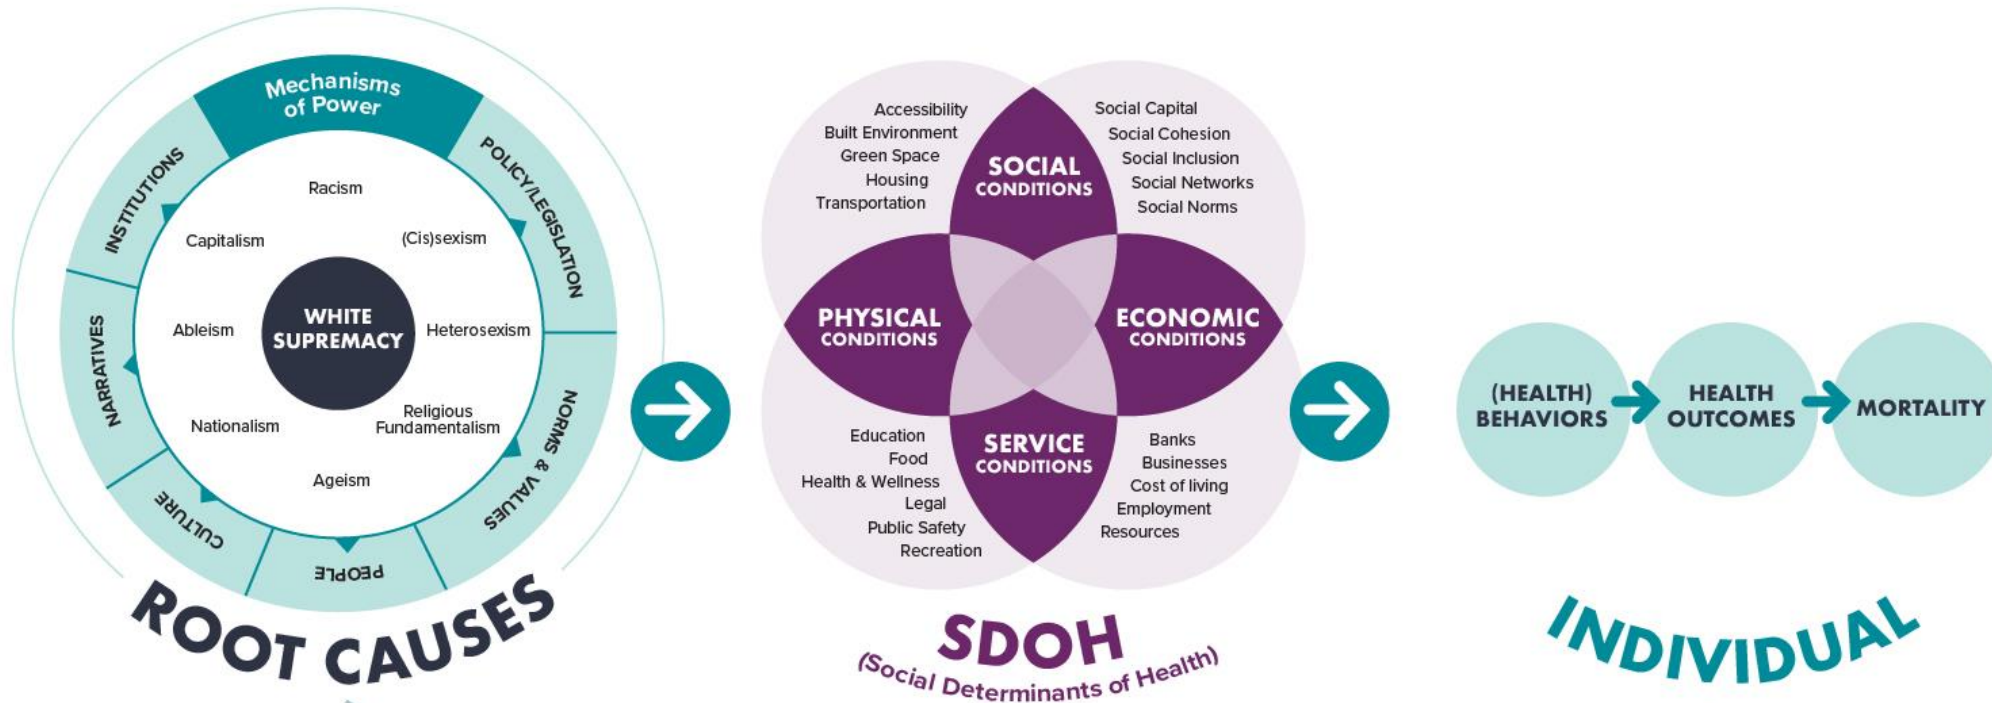 Mechanisms
of Power
POLICY/LEGISLATION
NORMS & VALUES
PEOPLE
CULTURE
NARRATIVES
INSTITUTIONS
Racism
Capitalism
(Cis)sexism
Ableism
WHITE
SUPREMACY
Heterosexism
Nationalism
Religious
Fundamentalism
Ageism
ROOT CAUSES
Accessibility
Built Environment
Green Space
Housing
Transportation
SOCIAL
CONDITIONS
Social Capital
Social Cohesion
Social Inclusion
Social Networks
Social Norms
PHYSICAL
CONDITIONS
ECONOMIC
CONDITIONS
Education
Food
Health & Wellness
Legal
Public Safety
Recreation
SERVICE
CONDITIONS
Banks
Businesses
Cost of living
Employment
Resources
SDOH
(Social Determinants of Health)
(HEALTH)
BEHAVIORS
HEALTH
OUTCOMES
MORTALITY
INDIVIDUAL